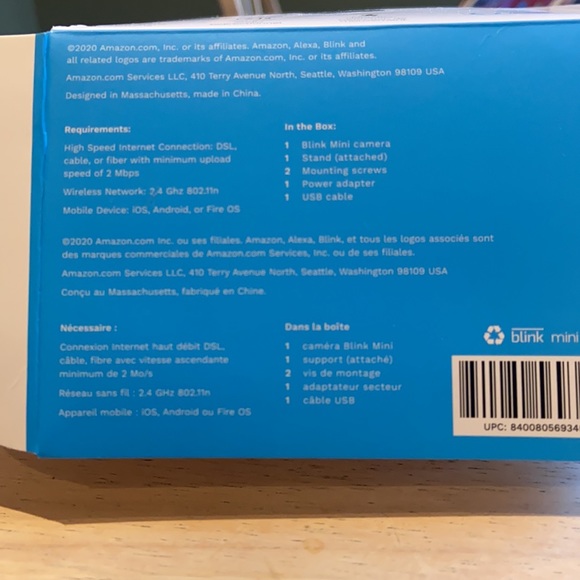 ©2020 Amazon.com, Inc. or its affiliates. Amazon, Alexa, Blink and
all related logos are trademarks of Amazon.com, Inc. or its affiliates.
Amazon.com Services LLC, 410 Terry Avenue North, Seattle, Washington 98109 USA
Designed in Massachusetts, made in China.
Requirements:
High Speed Internet Connection: DSL,
cable, or fiber with minimum upload
speed of 2 Mbps
Wireless Network: 2.4 Ghz 802.11n
Mobile Device: iOS, Android, or Fire OS
In the Box:
1 Blink Mini camera
1 Stand (attached)
2 Mounting screws
1 Power adapter
1 USB cable
©2020 Amazon.com Inc. ou ses filiales. Amazon, Alexa, Blink, et tous les logos associés sont
des marques commerciales de Amazon.com Services, Inc. ou de ses filiales.
Amazon.com Services LLC, 410 Terry Avenue North, Seattle, Washington 98109 USA
Conçu au Massachusetts, fabriqué en Chine.
Nécessaire :
Connexion Internet haut débit DSL,
câble, fibre avec vitesse ascendante
minimum de 2 Mo/s
Réseau sans fil : 2.4 GHz 802.11n
Appareil mobile : iOS, Android ou Fire OS
Dans la boîte
1 caméra Blink Mini
1 support (attaché)
2 vis de montage
1 adaptateur secteur
1 câble USB
blink mini
UPC: 84008056934